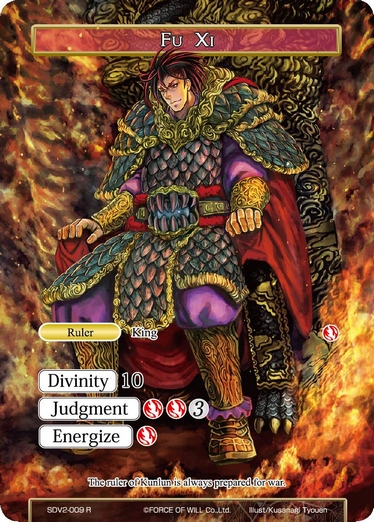 Fu Xi
Ruler King
Divinity 10
Judgment 3
Energize
The ruler of Kunlun is always prepared for war.
SDV2-009 R ©FORCE OF WILL Co.,Ltd. Illust/Kusanagi Tyouen